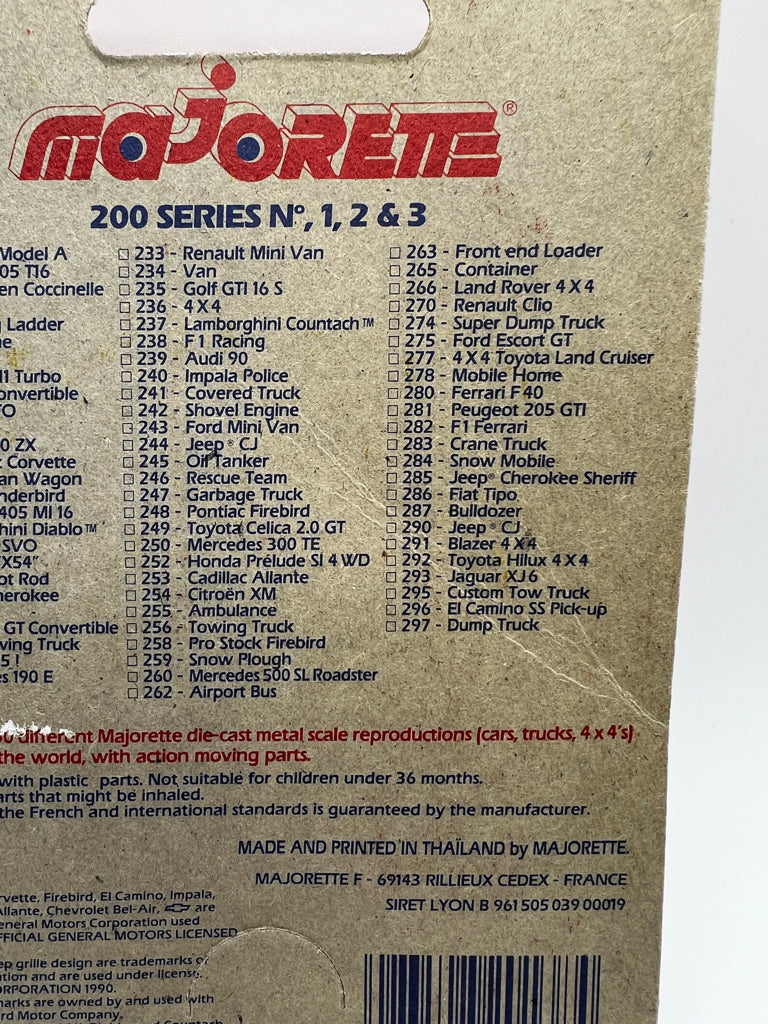 MAJORETTE®
200 SERIES Nº, 1, 2 & 3
Model A
05 T16
en Coccinelle
Ladder
11 Turbo
onvertible
0 ZX
Corvette
an Wagon
nderbird
405 MI 16
hini Diablo™
SVO
"X54"
ot Rod
herokee
GT Convertible
wing Truck
5 !
es 190 E
233 - Renault Mini Van
234 - Van
235 - Golf GTI 16 S
236 - 4 X 4
237 - Lamborghini Countach™
238 - F1 Racing
239 - Audi 90
240 - Impala Police
241 - Covered Truck
242 - Shovel Engine
243 - Ford Mini Van
244 - Jeep® CJ
245 - Oil Tanker
246 - Rescue Team
247 - Garbage Truck
248 - Pontiac Firebird
249 - Toyota Celica 2.0 GT
250 - Mercedes 300 TE
252 - Honda Prélude SI 4 WD
253 - Cadillac Allante
254 - Citroën XM
255 - Ambulance
256 - Towing Truck
258 - Pro Stock Firebird
259 - Snow Plough
260 - Mercedes 500 SL Roadster
262 - Airport Bus
263 - Front end Loader
265 - Container
266 - Land Rover 4 X 4
270 - Renault Clio
274 - Super Dump Truck
275 - Ford Escort GT
277 - 4 X 4 Toyota Land Cruiser
278 - Mobile Home
280 - Ferrari F 40
281 - Peugeot 205 GTI
282 - F1 Ferrari
283 - Crane Truck
284 - Snow Mobile
285 - Jeep® Cherokee Sheriff
286 - Fiat Tipo
287 - Bulldozer
290 - Jeep® CJ
291 - Blazer 4 X 4
292 - Toyota Hilux 4 X 4
293 - Jaguar XJ6
295 - Custom Tow Truck
296 - El Camino SS Pick-up
297 - Dump Truck
different Majorette die-cast metal scale reproductions (cars, trucks, 4 x 4's)
the world, with action moving parts.
with plastic parts. Not suitable for children under 36 months.
arts that might be inhaled.
the French and international standards is guaranteed by the manufacturer.
MADE AND PRINTED IN THAÏLAND by MAJORETTE.
MAJORETTE F - 69143 RILLIEUX CEDEX - FRANCE
SIRET LYON B 961 505 039 00019
rvette, Firebird, El Camino, Impala,
Allante, Chevrolet Bel-Air, are
eneral Motors Corporation used
FFICIAL GENERAL MOTORS LICENSED
ep grille design are trademarks of
ation and are used under license.
ORPORATION 1990.
marks are owned by and used with
rd Motor Company.